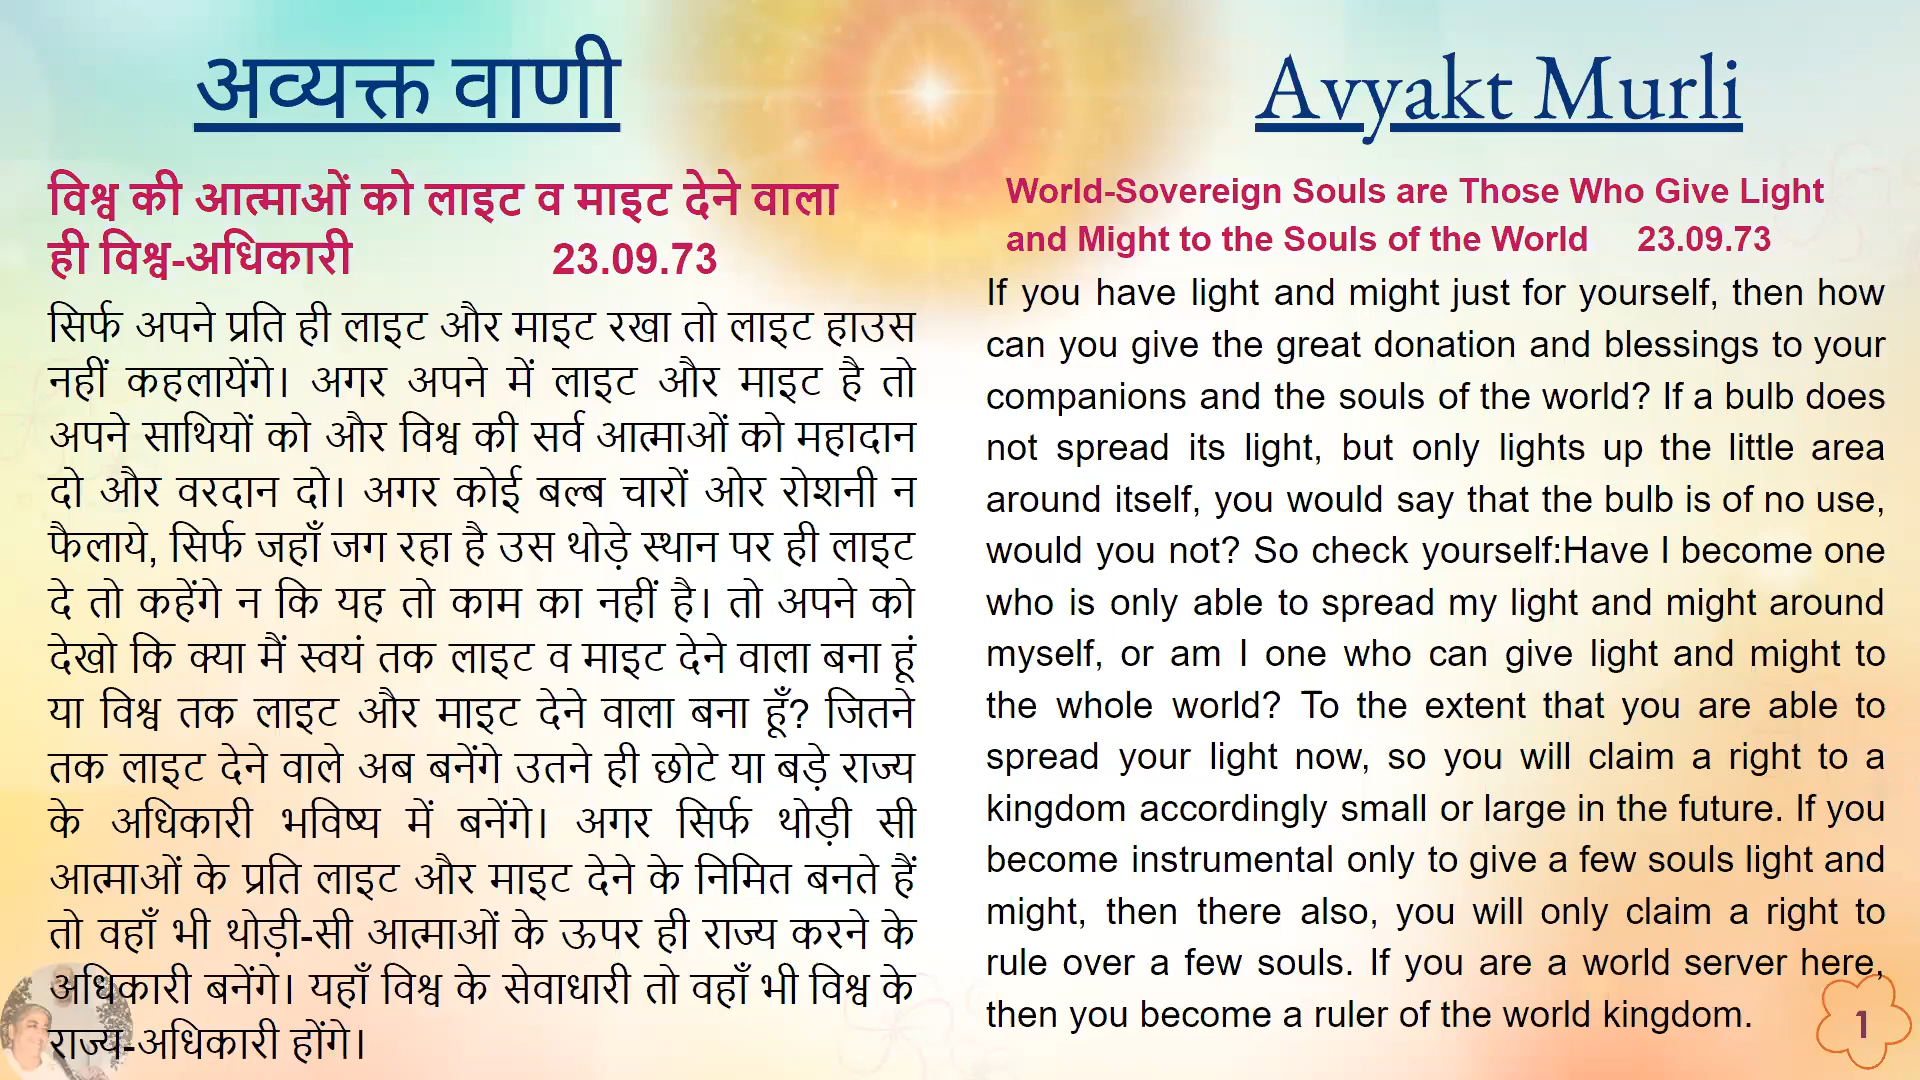 अव्यक्त वाणी
विश्व की आत्माओं को लाइट व माइट देने वाला
ही विश्व-अधिकारी 23.09.73
सिर्फ अपने प्रति ही लाइट और माइट रखा तो लाइट हाउस
नहीं कहलायेंगे। अगर अपने में लाइट और माइट है तो
अपने साथियों को और विश्व की सर्व आत्माओं को महादान
दो और वरदान दो। अगर कोई बल्ब चारों ओर रोशनी न
फैलाये, सिर्फ जहाँ जग रहा है उस थोड़े स्थान पर ही लाइट
दे तो कहेंगे न कि यह तो काम का नहीं है। तो अपने को
देखो कि क्या मैं स्वयं तक लाइट व माइट देने वाला बना हूं
या विश्व तक लाइट और माइट देने वाला बना हूँ? जितने
तक लाइट देने वाले अब बनेंगे उतने ही छोटे या बड़े राज्य
के अधिकारी भविष्य में बनेंगे। अगर सिर्फ थोड़ी सी
आत्माओं के प्रति लाइट और माइट देने के निमित बनते हैं
तो वहाँ भी थोड़ी-सी आत्माओं के ऊपर ही राज्य करने के
अधिकारी बनेंगे। यहाँ विश्व के सेवाधारी तो वहाँ भी विश्व के
राज्य-अधिकारी होंगे।
Avyakt Murli
World-Sovereign Souls are Those Who Give Light
and Might to the Souls of the World 23.09.73
If you have light and might just for yourself, then how
can you give the great donation and blessings to your
companions and the souls of the world? If a bulb does
not spread its light, but only lights up the little area
around itself, you would say that the bulb is of no use,
would you not? So check yourself:Have I become one
who is only able to spread my light and might around
myself, or am I one who can give light and might to
the whole world? To the extent that you are able to
spread your light now, so you will claim a right to a
kingdom accordingly small or large in the future. If you
become instrumental only to give a few souls light and
might, then there also, you will only claim a right to
rule over a few souls. If you are a world server here,
then you become a ruler of the world kingdom.
1